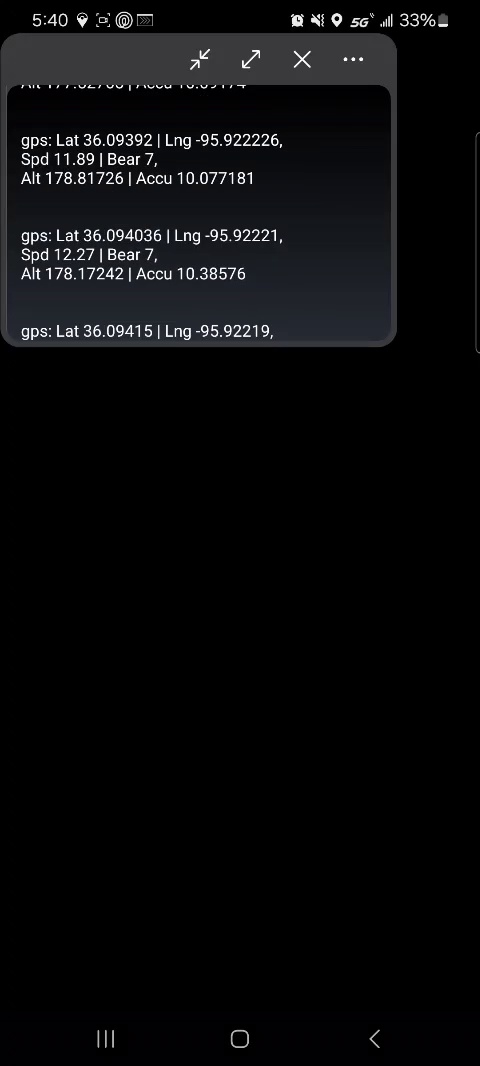 5:40
5G
33%
gps: Lat 36.09392 | Lng -95.922226,
Spd 11.89 | Bear 7,
Alt 178.81726 | Accu 10.077181
gps: Lat 36.094036 | Lng -95.92221,
Spd 12.27 | Bear 7,
Alt 178.17242 | Accu 10.38576
gps: Lat 36.09415 | Lng -95.92219,